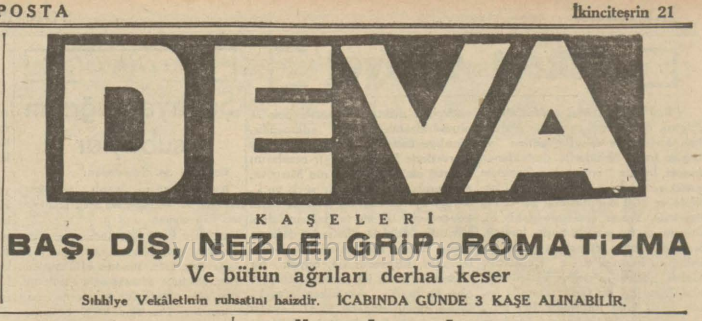 POSTA İkinciteşrin 21
DEVA
KAŞELERİ
BAŞ, DİŞ, NEZLE, GRİP, ROMATİZMA
yusufb.github.io/gazete
Ve bütün ağrıları derhal keser
Sıhhiye Vekâletinin ruhsatını haizdir. İCABINDA GÜNDE 3 KAŞE ALINABİLİR.